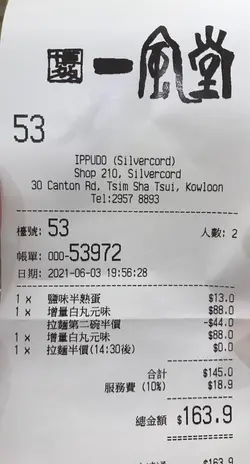 博多 一風堂
53
IPPUDO (Silvercord)
Shop 210, Silvercord
30 Canton Rd, Tsim Sha Tsui, Kowloon
Tel:2957 8893
檯號: 53 人數: 2
帳單: 000-53972
日期: 2021-06-03 19:56:28
1 × 鹽味半熟蛋 $13.0
1 × 增量白丸元味 $88.0
拉麵第二碗半價 -$44.0
1 × 增量白丸元味 $88.0
1 × 拉麵半價(14:30後) $0.0
合計 $145.0
服務費 (10%) $18.9
總金額 $163.9
$163.9